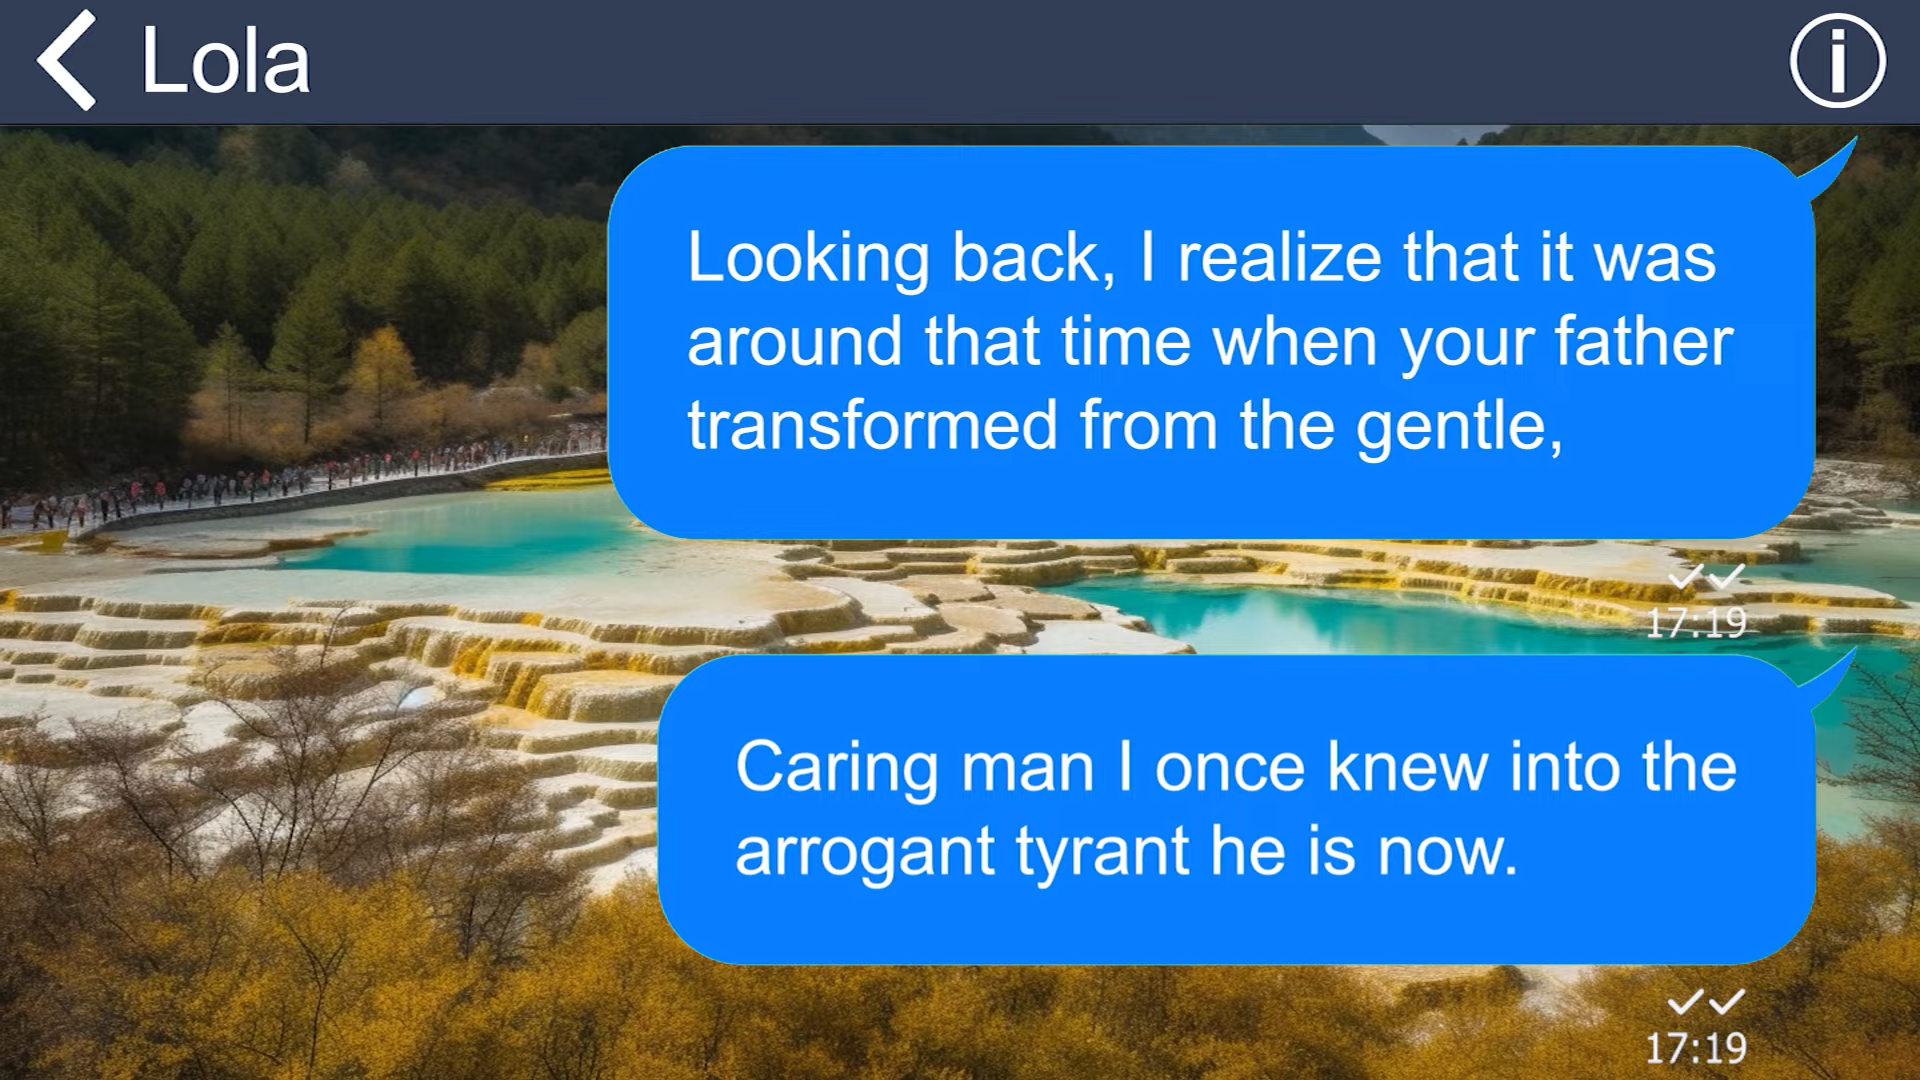 Lola
Looking back, I realize that it was
around that time when your father
transformed from the gentle,
17:19
Caring man I once knew into the
arrogant tyrant he is now.
17:19